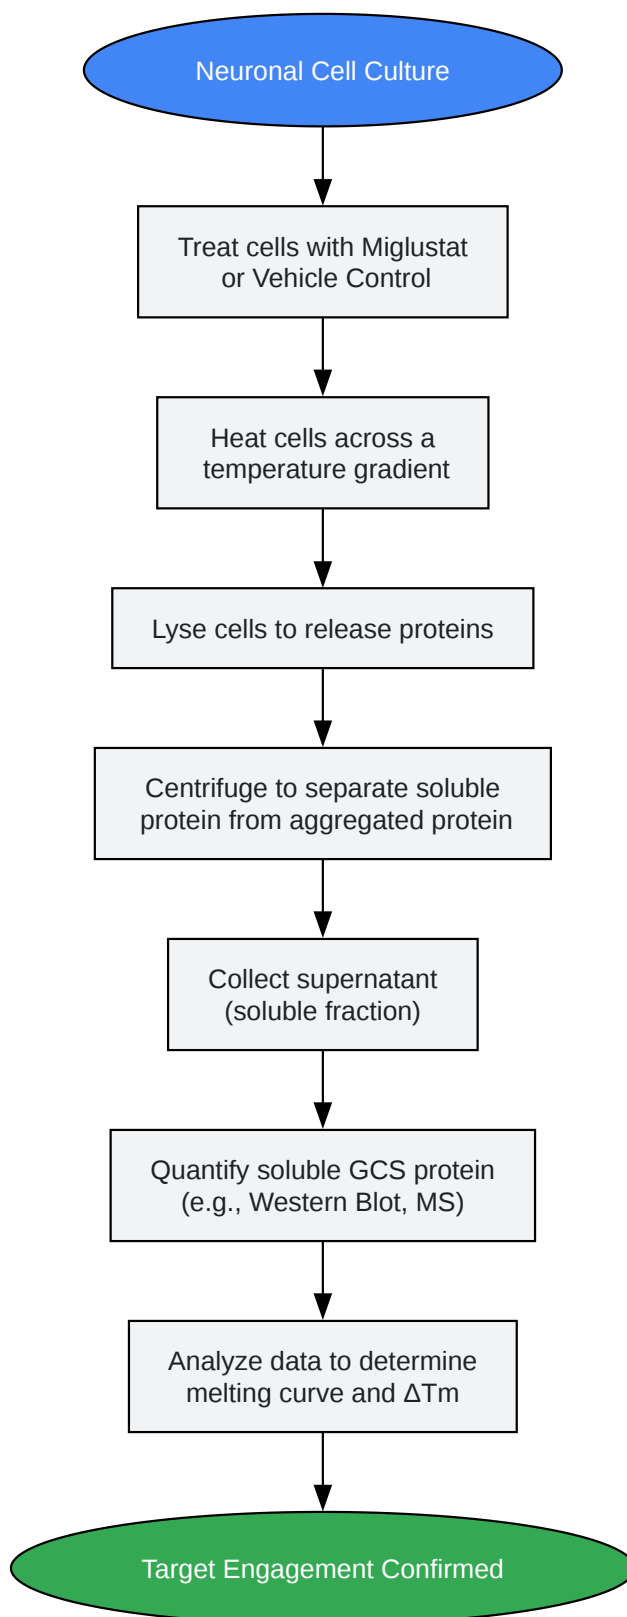 Neuronal Cell Culture
Treat cells with Miglustat
or Vehicle Control
Heat cells across a
temperature gradient
Lyse cells to release proteins
Centrifuge to separate soluble
protein from aggregated protein
Collect supernatant
(soluble fraction)
Quantify soluble GCS protein
(e.g., Western Blot, MS)
Analyze data to determine
melting curve and ΔTm
Target Engagement Confirmed